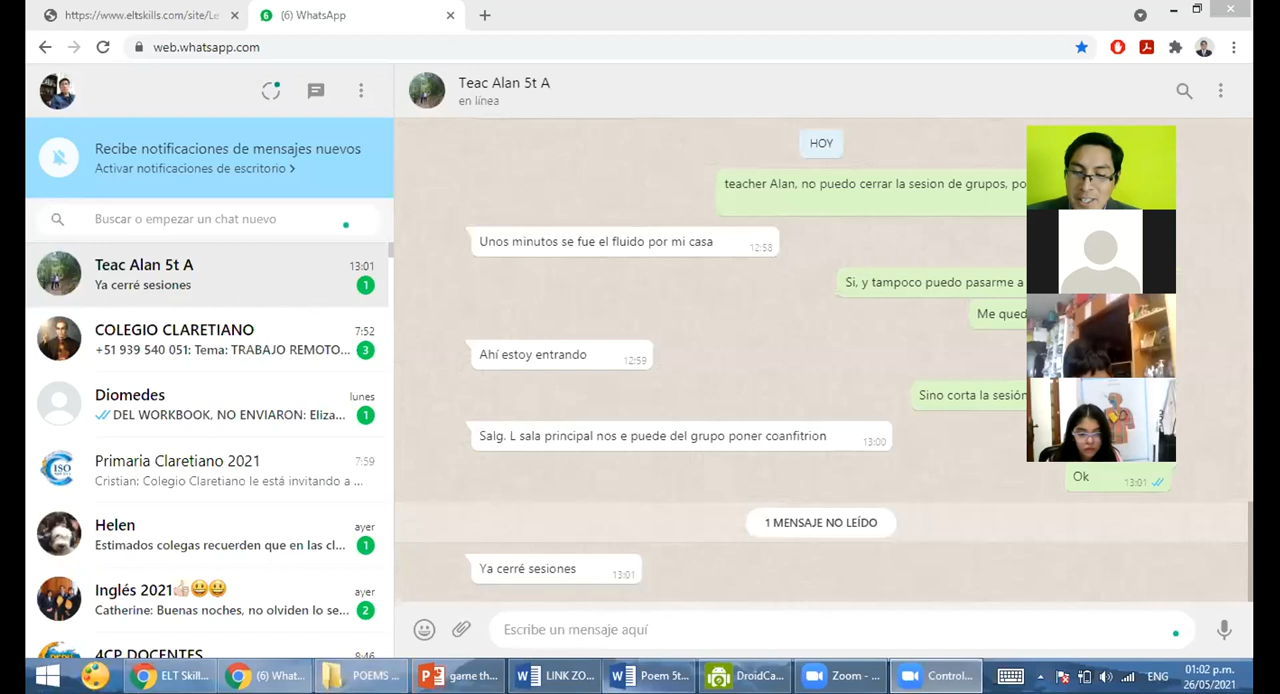 https://www.eltskills.com/site/Le
6
(6) WhatsApp
web.whatsapp.com
Teac Alan 5t A
en línea
Recibe notificaciones de mensajes nuevos
Activar notificaciones de escritorio >
Buscar o empezar un chat nuevo
Teac Alan 5t A
13:01
Ya cerré sesiones
1
COLEGIO CLARETIANO
7:52
+51 939 540 051: Tema: TRABAJO REMOTO...
3
Diomedes
lunes
DEL WORKBOOK, NO ENVIARON: Eliza...
1
Primaria Claretiano 2021
7:59
Cristian: Colegio Claretiano le está invitando a ...
Helen
ayer
Estimados colegas recuerden que en las cl...
1
Inglés 2021👍🏻😃😃
ayer
Catherine: Buenas noches, no olviden lo se...
2
4CP DOCENTES
8:46
HOY
teacher Alan, no puedo cerrar la sesion de grupos, po
Unos minutos se fue el fluido por mi casa
12:58
Si, y tampoco puedo pasarme a
Me qued
Ahí estoy entrando
12:59
Sino corta la sesión
Salg. L sala principal nos e puede del grupo poner coanfitrion
13:00
Ok
13:01
1 MENSAJE NO LEÍDO
Ya cerré sesiones
13:01
Escribe un mensaje aquí
ELT Skill...
(6) What...
POEMS
game th...
LINK ZO...
Poem 5t...
DroidCa...
Zoom - ...
Control...
ENG
01:02 p.m.
26/05/2021